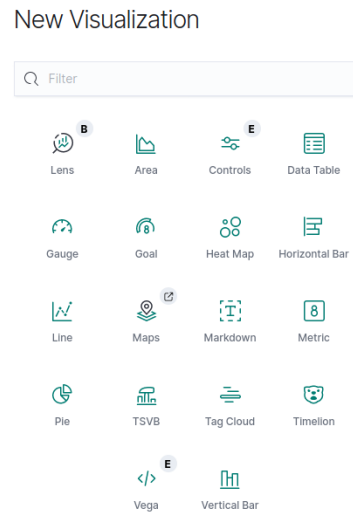 New Visualization
Filter
B
E
Lens Area Controls Data Table
8
Gauge Goal Heat Map Horizontal Bar
T
8
Line Maps Markdown Metric
Pie TSVB Tag Cloud Timelion
E
Vega Vertical Bar